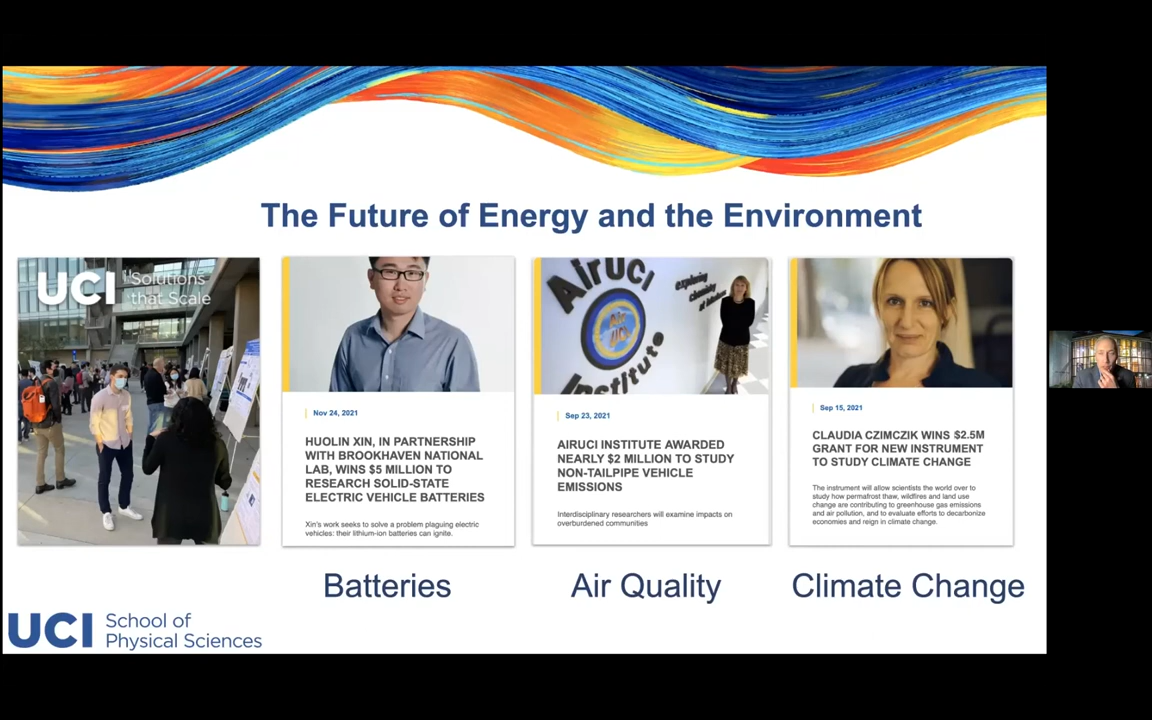 The Future of Energy and the Environment
UCI Solutions
that Scale
Nov 24, 2021
HUOLIN XIN, IN PARTNERSHIP
WITH BROOKHAVEN NATIONAL
LAB, WINS $5 MILLION TO
RESEARCH SOLID-STATE
ELECTRIC VEHICLE BATTERIES
Xin's work seeks to solve a problem plaguing electric
vehicles: their lithium-ion batteries can ignite.
Batteries
AirUCI
Institute
Exploring
Chemistry
Air
UCI
Sep 23, 2021
AIRUCI INSTITUTE AWARDED
NEARLY $2 MILLION TO STUDY
NON-TAILPIPE VEHICLE
EMISSIONS
Interdisciplinary researchers will examine impacts on
overburdened communities
Air Quality
Sep 15, 2021
CLAUDIA CZIMCZIK WINS $2.5M
GRANT FOR NEW INSTRUMENT
TO STUDY CLIMATE CHANGE
The instrument will allow scientists the world over to
study how permafrost thaw, wildfires and land use
change are contributing to greenhouse gas emissions
and air pollution, and to evaluate efforts to decarbonize
economies and reign in climate change.
Climate Change
UCI School of
Physical Sciences